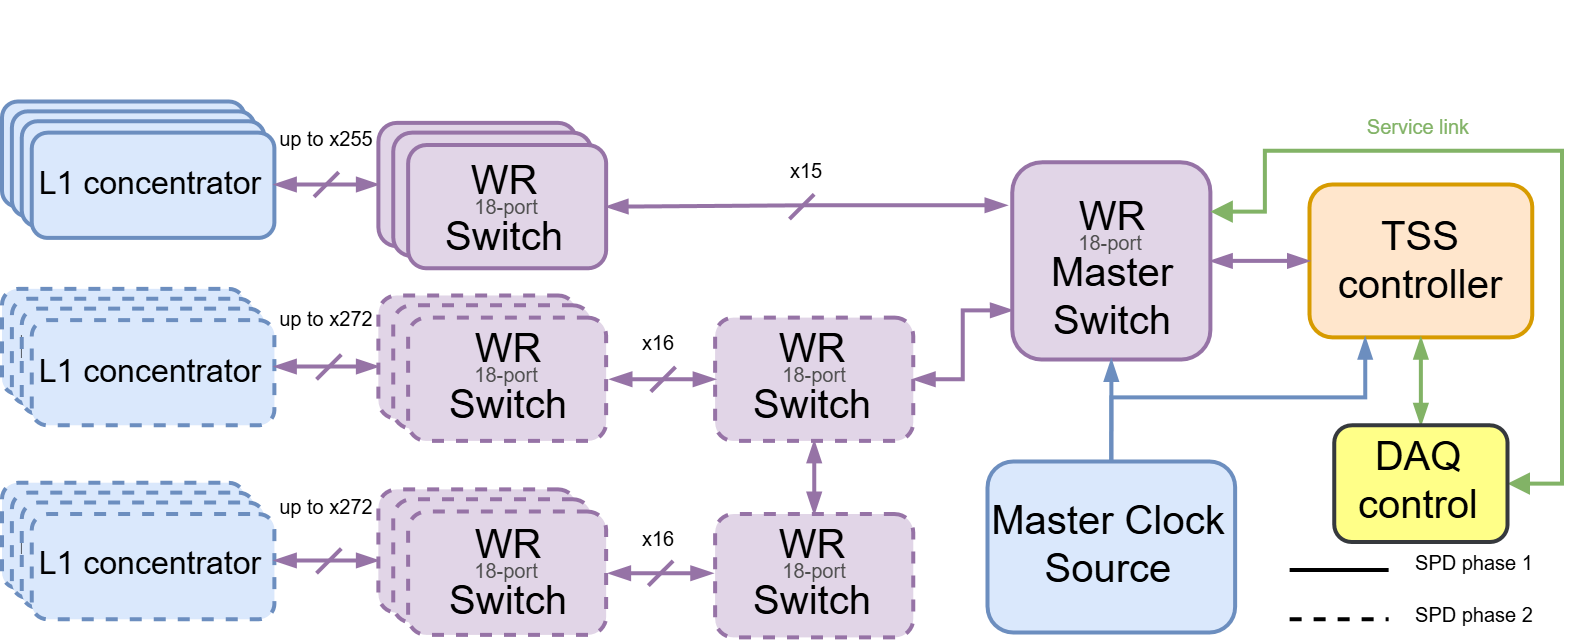 Service link
up to x255
L1 concentrator
WR
18-port
Switch
x15
WR
18-port
Master
Switch
TSS
controller
up to x272
L1 concentrator
WR
18-port
Switch
x16
WR
18-port
Switch
DAQ
control
up to x272
L1 concentrator
WR
18-port
Switch
x16
WR
18-port
Switch
Master Clock
Source
SPD phase 1
SPD phase 2